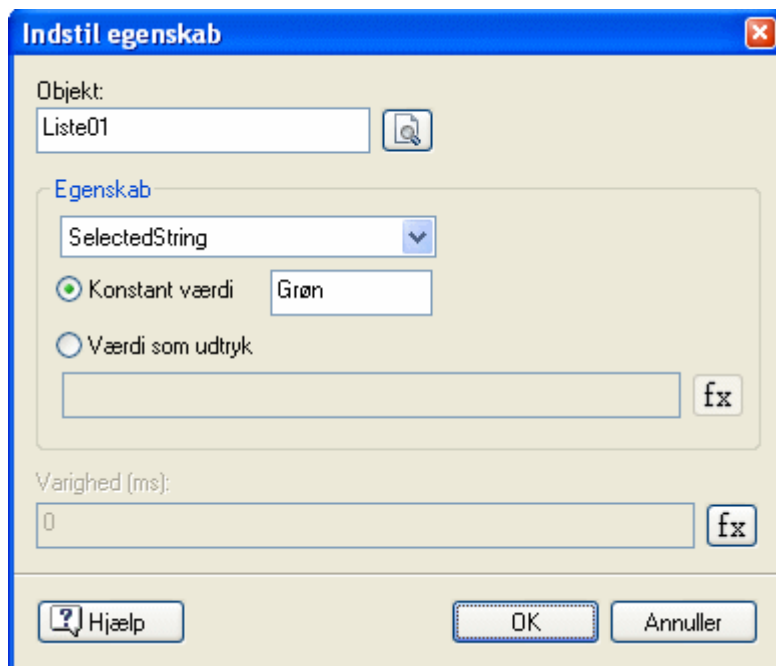 Indstil egenskab
Objekt:
Liste01
Egenskab
SelectedString
Konstant værdi Grøn
Værdi som udtryk
fx
Varighed (ms):
0 fx
Hjælp OK Annuller